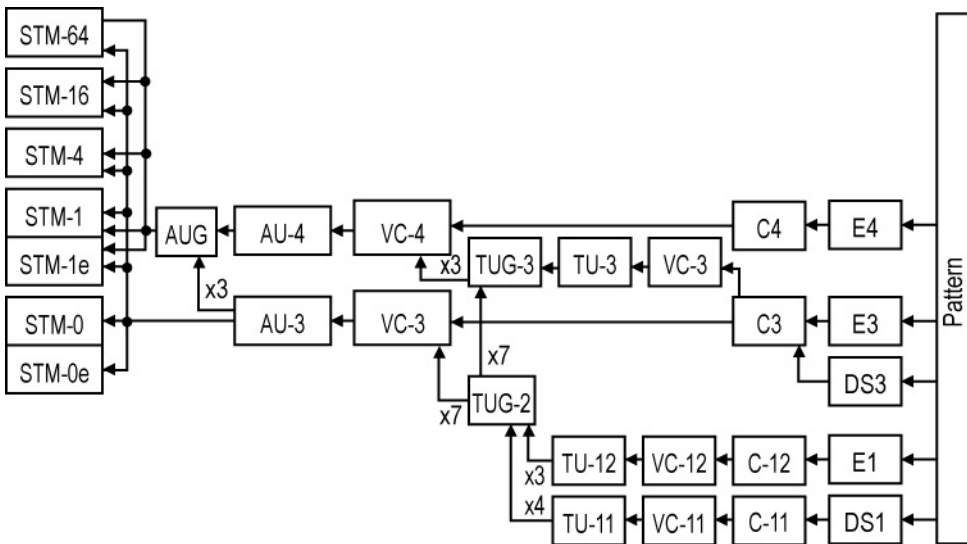 STM-64
STM-16
STM-4
STM-1
STM-1e
STM-0
STM-0e
AUG
AU-4
VC-4
C4
E4
x3
TUG-3
TU-3
VC-3
x3
AU-3
VC-3
C3
E3
x7
DS3
x7
TUG-2
x3
TU-12
VC-12
C-12
E1
x4
TU-11
VC-11
C-11
DS1
Pattern